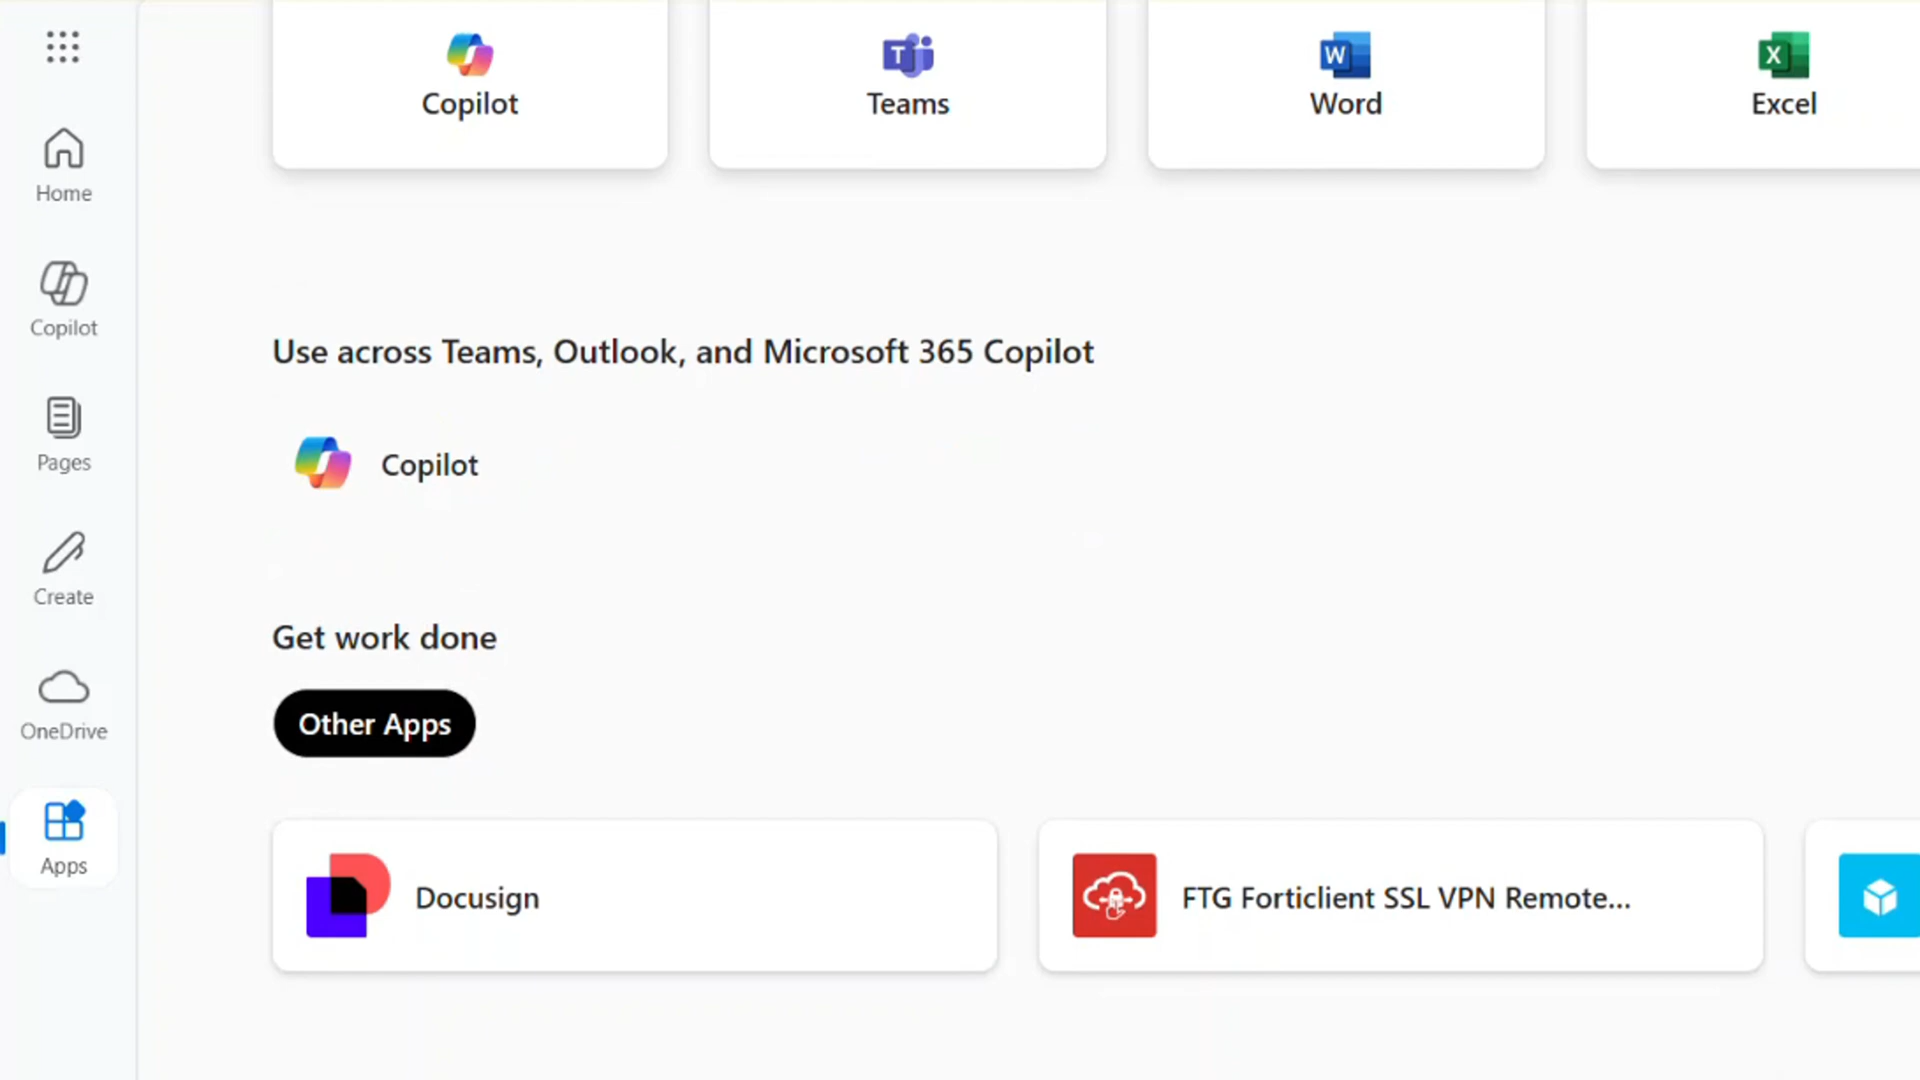 Copilot
Teams
Word
Excel
Home
Copilot
Pages
Create
OneDrive
Apps
Use across Teams, Outlook, and Microsoft 365 Copilot
Copilot
Get work done
Other Apps
Docusign
FTG Forticlient SSL VPN Remote...